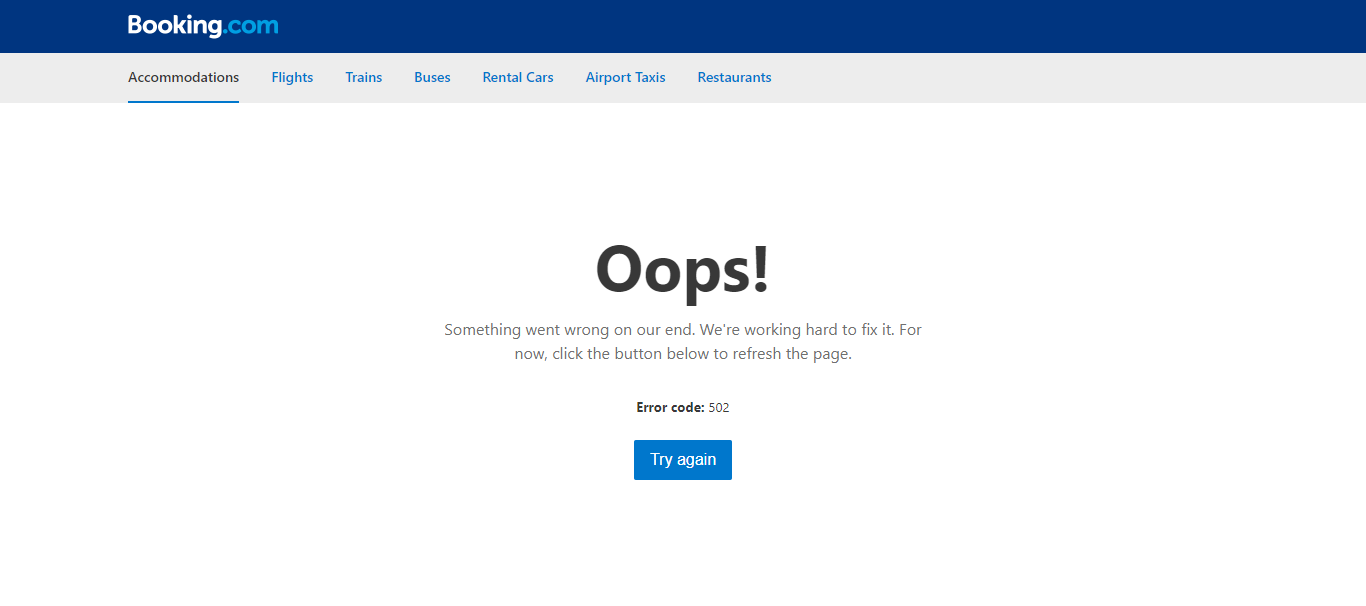 Booking.com
Accommodations Flights Trains Buses Rental Cars Airport Taxis Restaurants
Oops!
Something went wrong on our end. We're working hard to fix it. For
now, click the button below to refresh the page.
Error code: 502
Try again